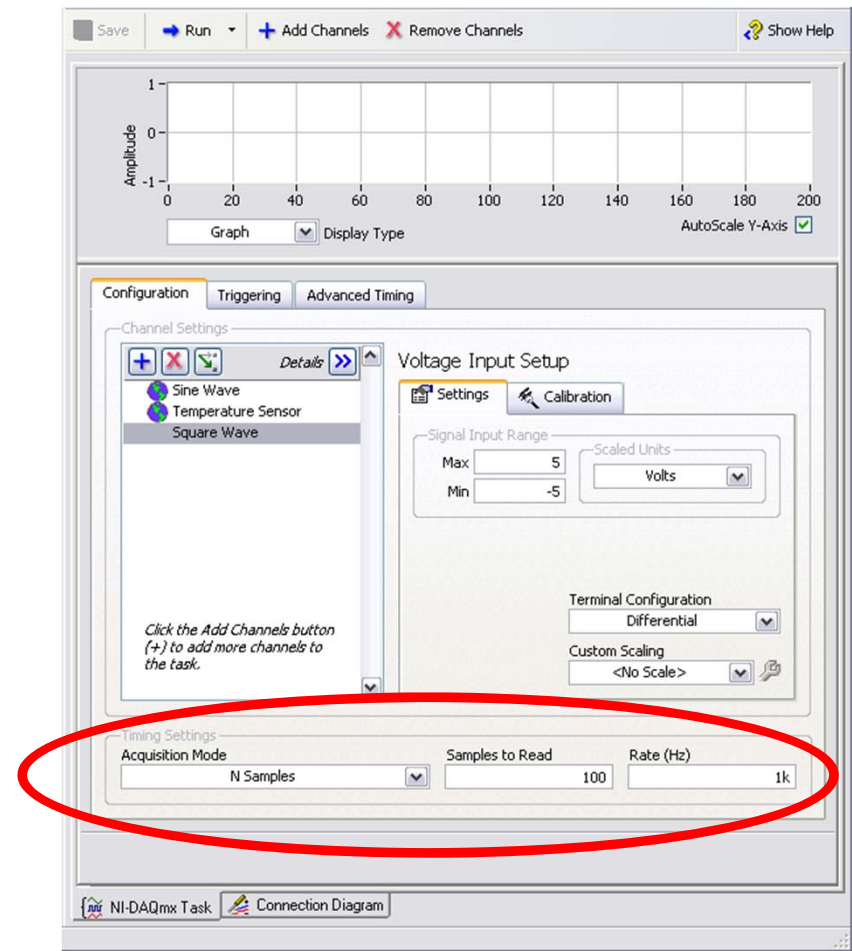 Save Run Add Channels Remove Channels Show Help
1
0
-1
Amplitude
0 20 40 60 80 100 120 140 160 180 200
Graph Display Type AutoScale Y-Axis
Configuration Triggering Advanced Timing
Channel Settings
Details
Sine Wave
Temperature Sensor
Square Wave
Click the Add Channels button
(+) to add more channels to
the task.
Voltage Input Setup
Settings Calibration
Signal Input Range
Max 5
Min -5
Scaled Units
Volts
Terminal Configuration
Differential
Custom Scaling
<No Scale>
Timing Settings
Acquisition Mode Samples to Read Rate (Hz)
N Samples 100 1k
NI-DAQmx Task Connection Diagram